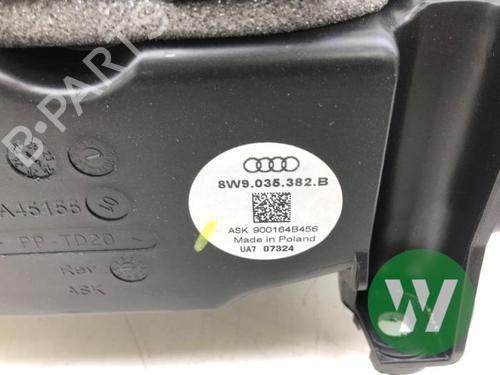 B-PARTS
8W9.035.382.B
ASK 900164B456
Made in Poland
UA7 07324
A45155
PP-TD20
Rev
ASK
W